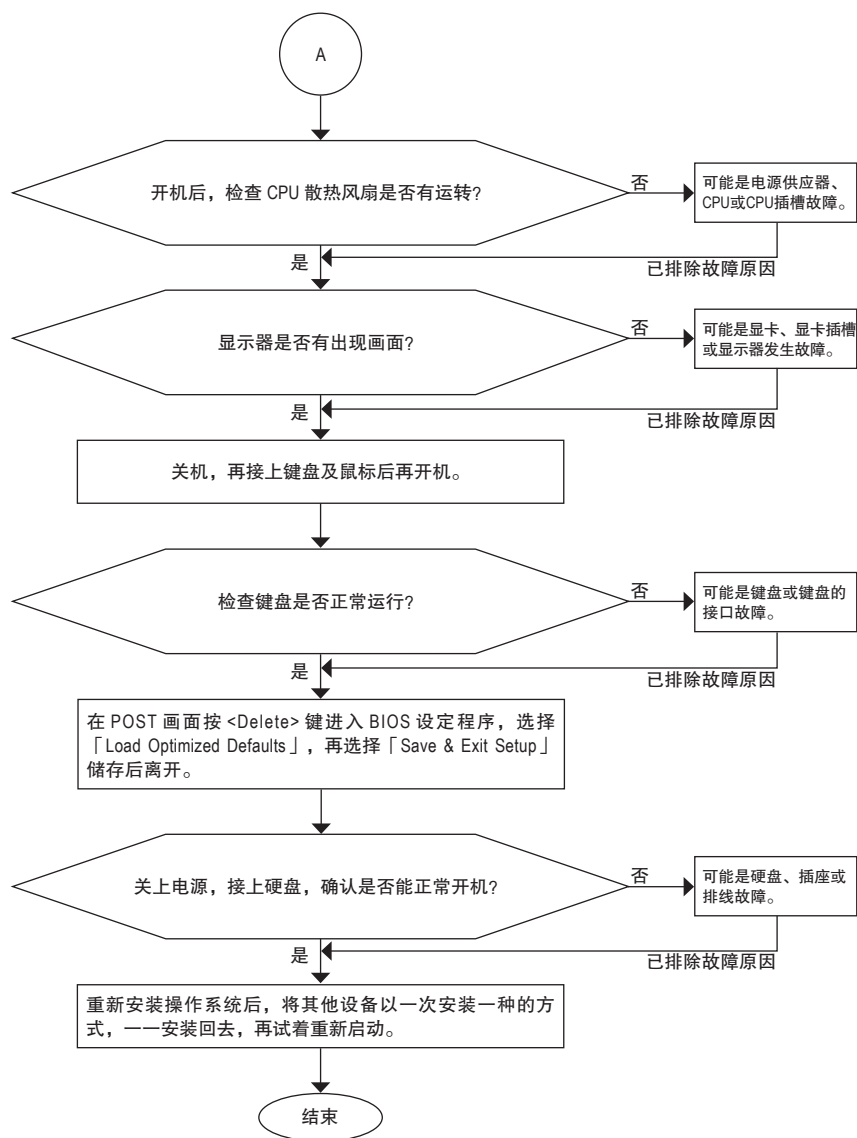 A
开机后，检查 CPU 散热风扇是否有运转?
否
可能是电源供应器、
CPU或CPU插槽故障。
是
已排除故障原因
显示器是否有出现画面?
否
可能是显卡、显卡插槽
或显示器发生故障。
是
已排除故障原因
关机，再接上键盘及鼠标后再开机。
检查键盘是否正常运行?
否
可能是键盘或键盘的
接口故障。
是
已排除故障原因
在 POST 画面按 <Delete> 键进入 BIOS 设定程序，选择
「Load Optimized Defaults」，再选择「Save & Exit Setup」
储存后离开。
关上电源，接上硬盘，确认是否能正常开机?
否
可能是硬盘、插座或
排线故障。
是
已排除故障原因
重新安装操作系统后，将其他设备以一次安装一种的方
式，一一安装回去，再试着重新启动。
结束